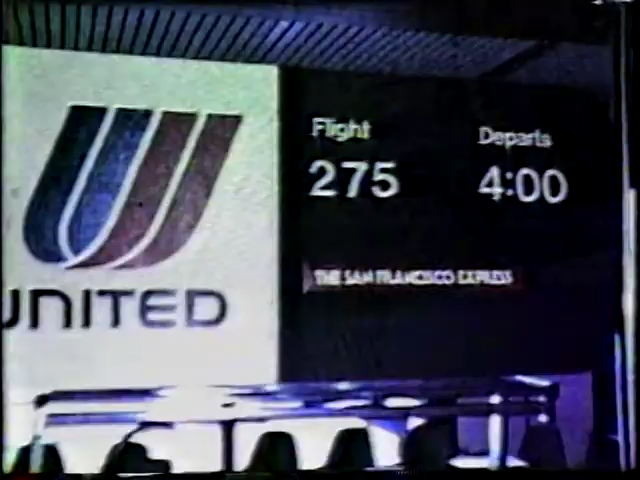 UNITED
Flight
275
Departs
4:00
THE SAN FRANCISCO EXPRESS